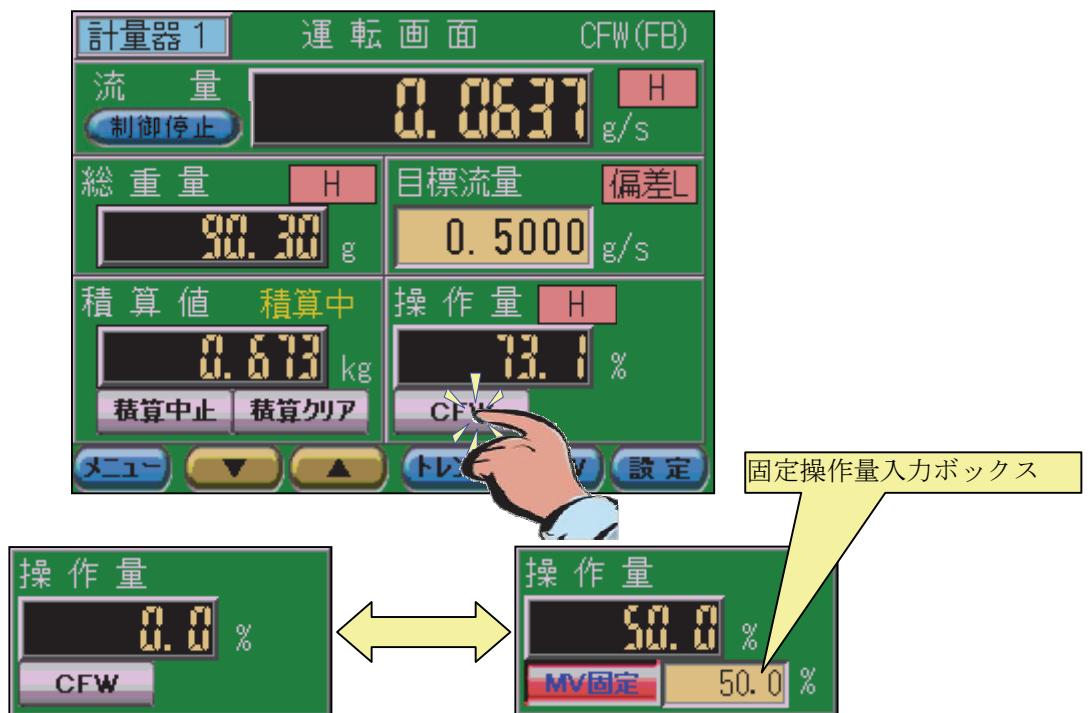 計量器 1 運転画面 CFW(FB)
流量 0.0637 H
制御停止 g/s
総重量 H 目標流量 偏差L
90.30 g 0.5000 g/s
積算値 積算中 操作量 H
0.673 kg 73.1 %
積算中止 積算クリア CFW
メニュー ▼ ▲ 設定
固定操作量入力ボックス
操作量 操作量
0.0 % 50.0 %
CFW MV固定 50.0 %